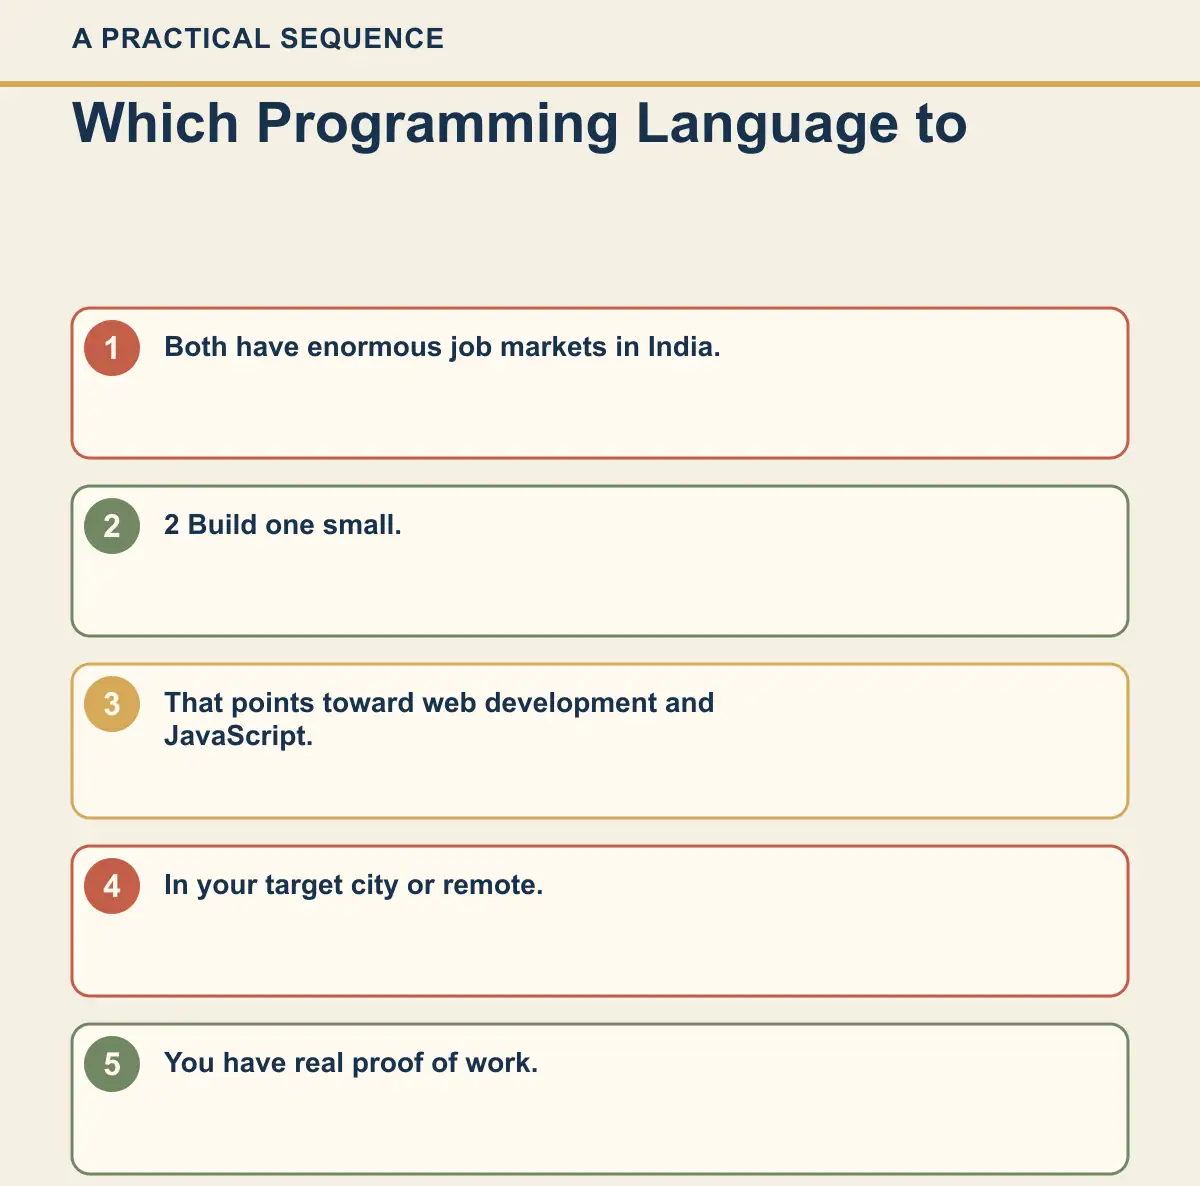 A PRACTICAL SEQUENCE
Which Programming Language to
1
Both have enormous job markets in India.
2
2 Build one small.
3
That points toward web development and
JavaScript.
4
In your target city or remote.
5
You have real proof of work.